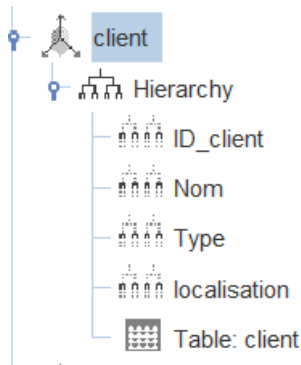 client
Hierarchy
ID_client
Nom
Type
localisation
Table: client